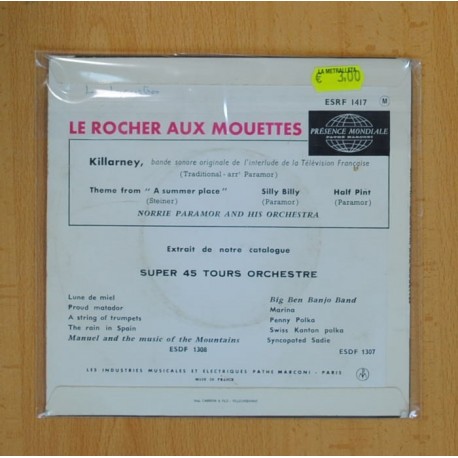 LA METRALLETA
€ 3,00
ESRF 1417 M
LE ROCHER AUX MOUETTES
PRÉSENCE MONDIALE
PATHÉ MARCONI
Killarney, bande sonore originale de l'interlude de la Télévision Française
(Traditional - arr' Paramor)
Theme from " A summer place " Silly Billy Half Pint
(Steiner) (Paramor) (Paramor)
NORRIE PARAMOR AND HIS ORCHESTRA
Extrait de notre catalogue
SUPER 45 TOURS ORCHESTRE
Lune de miel
Proud matador
A string of trumpets
The rain in Spain
Manuel and the music of the Mountains
ESDF 1308
Big Ben Banjo Band
Marina
Penny Polka
Swiss Kanton polka
Syncopated Sadie
ESDF 1307
LES INDUSTRIES MUSICALES ET ELECTRIQUES PATHE MARCONI - PARIS
MADE IN FRANCE